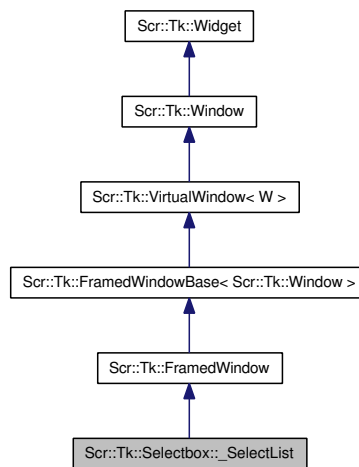 Scr::Tk::Widget
Scr::Tk::Window
Scr::Tk::VirtualWindow< W >
Scr::Tk::FramedWindowBase< Scr::Tk::Window >
Scr::Tk::FramedWindow
Scr::Tk::Selectbox::_SelectList